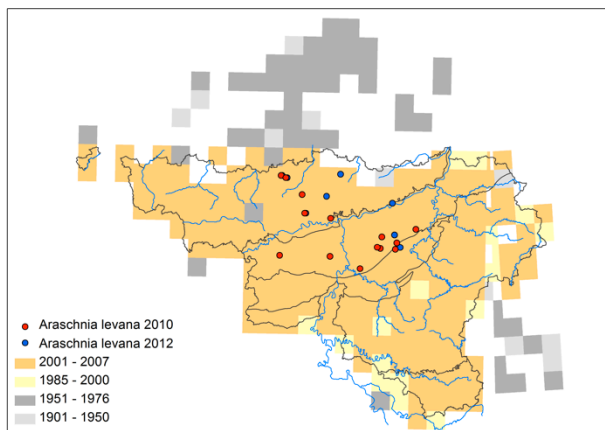 Araschnia levana 2010
Araschnia levana 2012
2001 - 2007
1985 - 2000
1951 - 1976
1901 - 1950